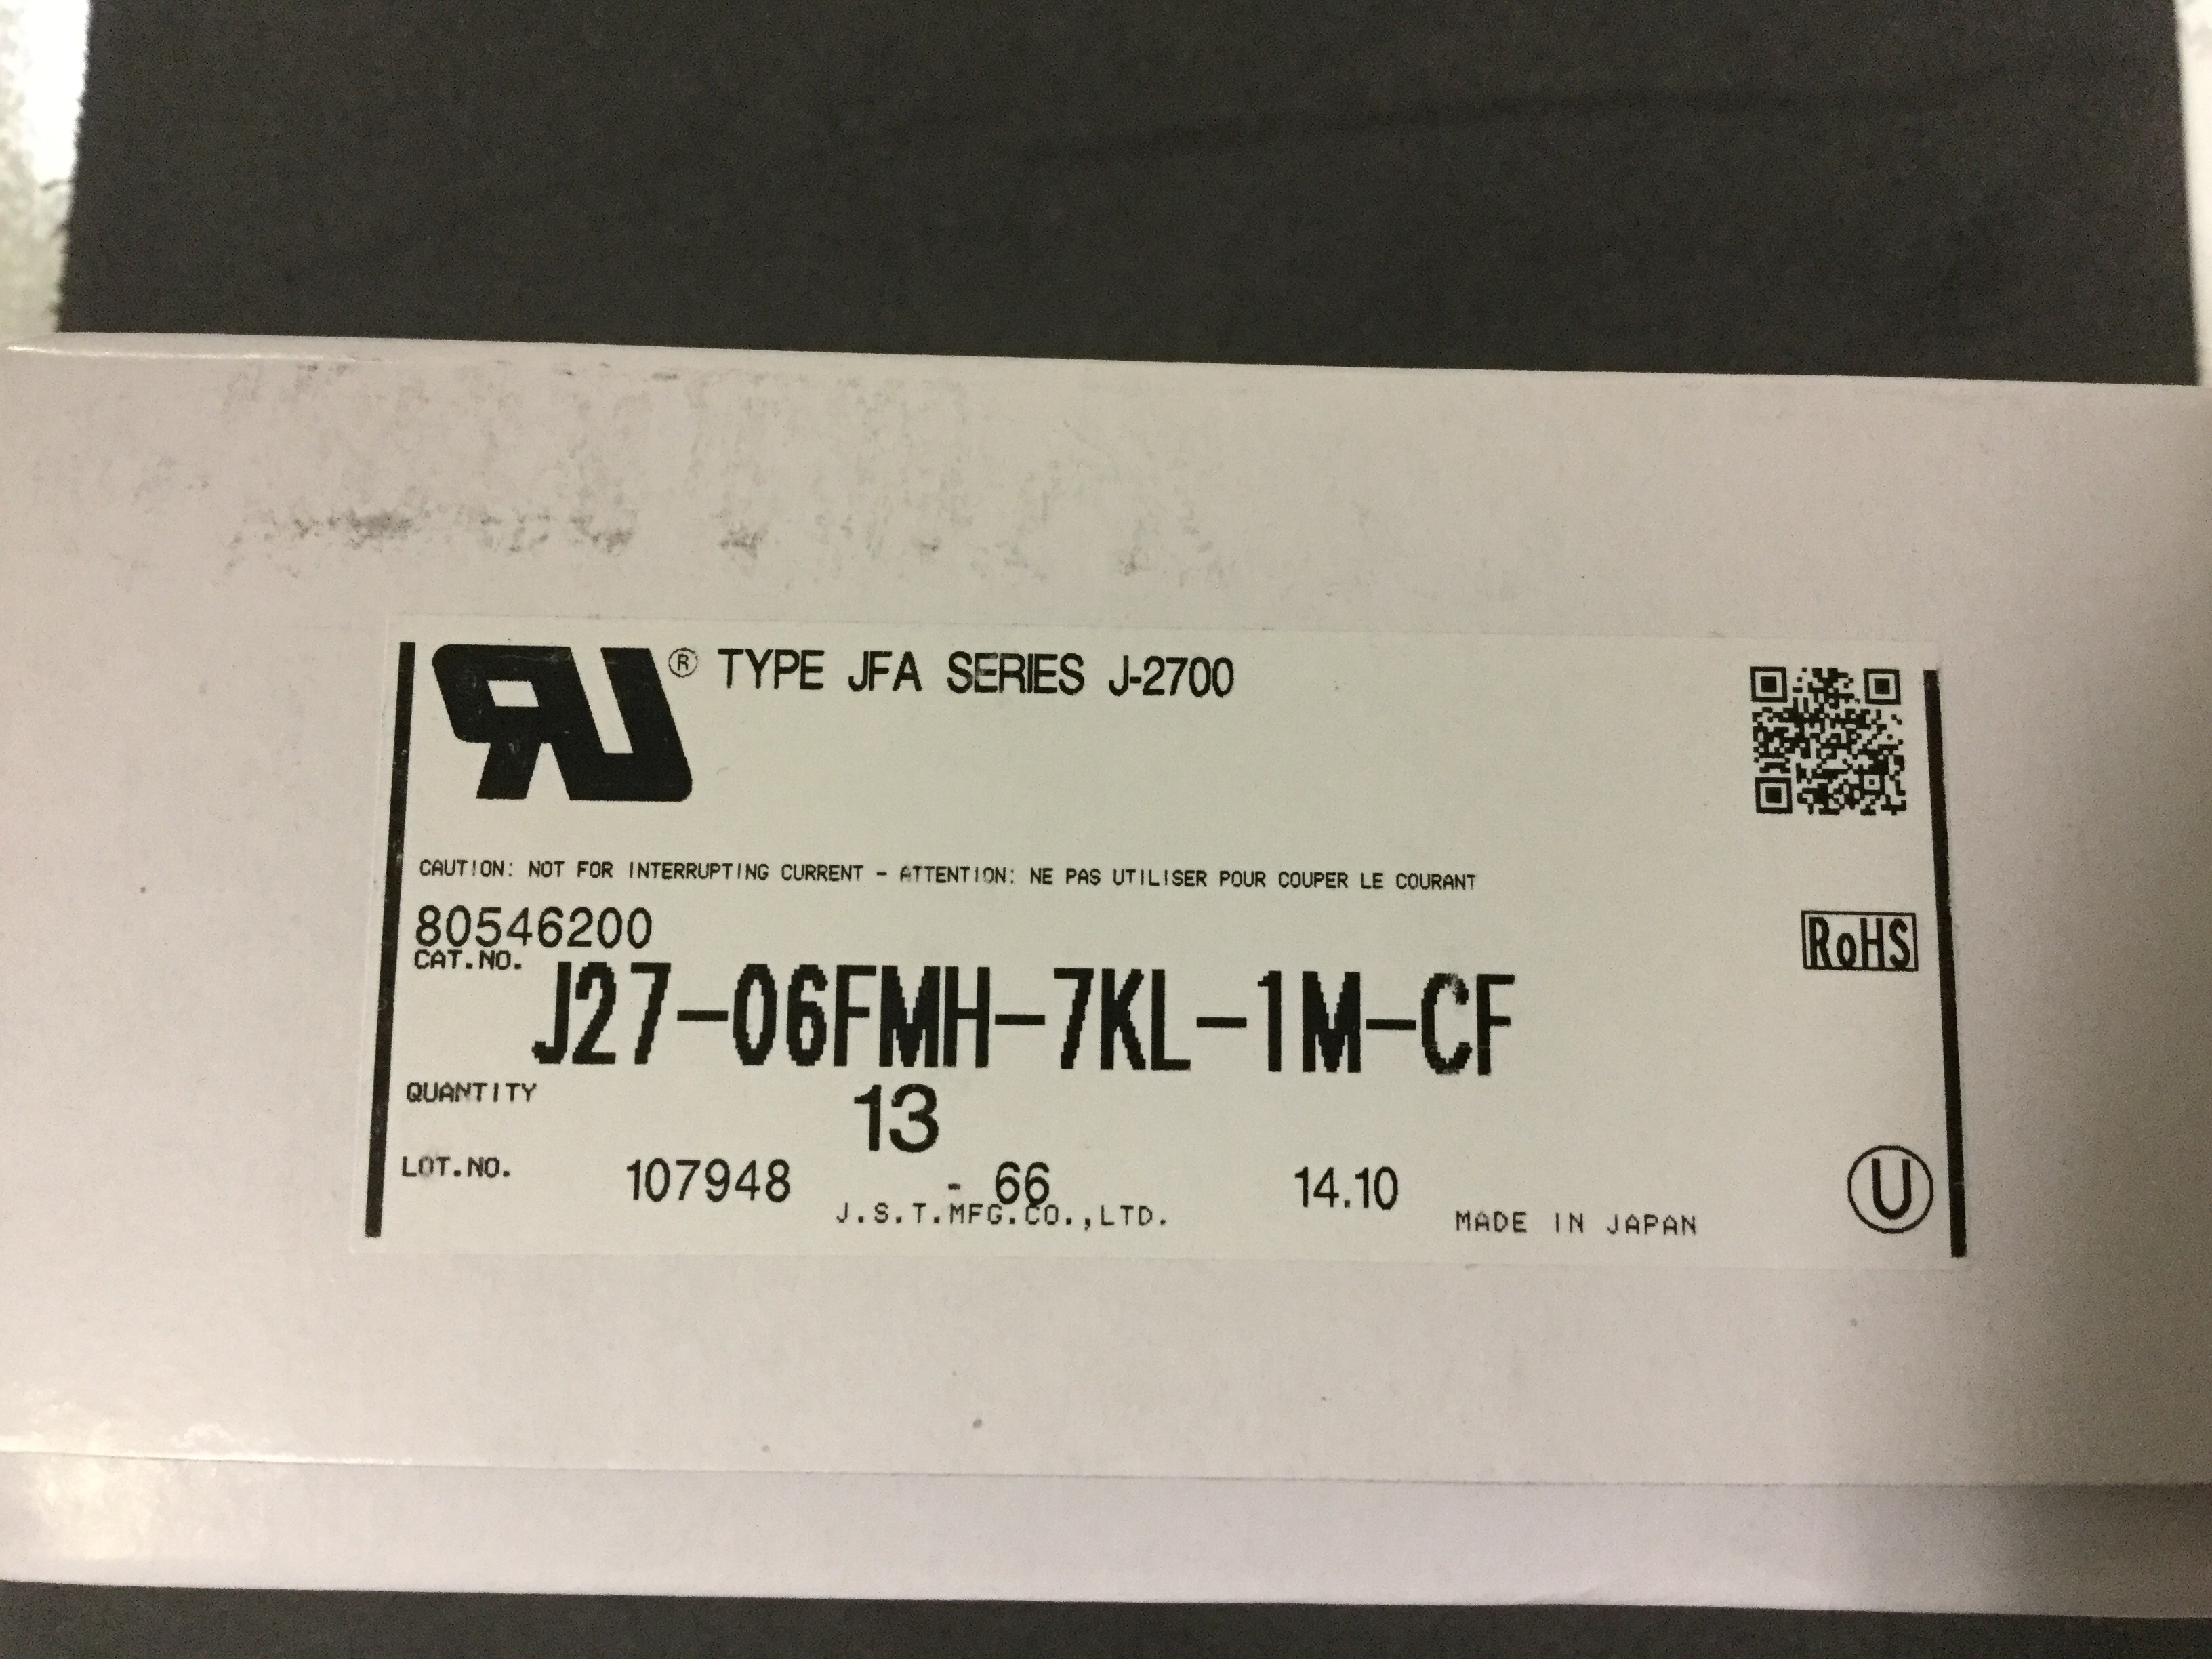 ® TYPE JFA SERIES J-2700
CAUTION: NOT FOR INTERRUPTING CURRENT - ATTENTION: NE PAS UTILISER POUR COUPER LE COURANT
80546200
RoHS
CAT.NO.
J27-06FMH-7KL-1M-CF
QUANTITY 13
LOT.NO. 107948 - 66 14.10
J.S.T.MFG.CO.,LTD. MADE IN JAPAN
U